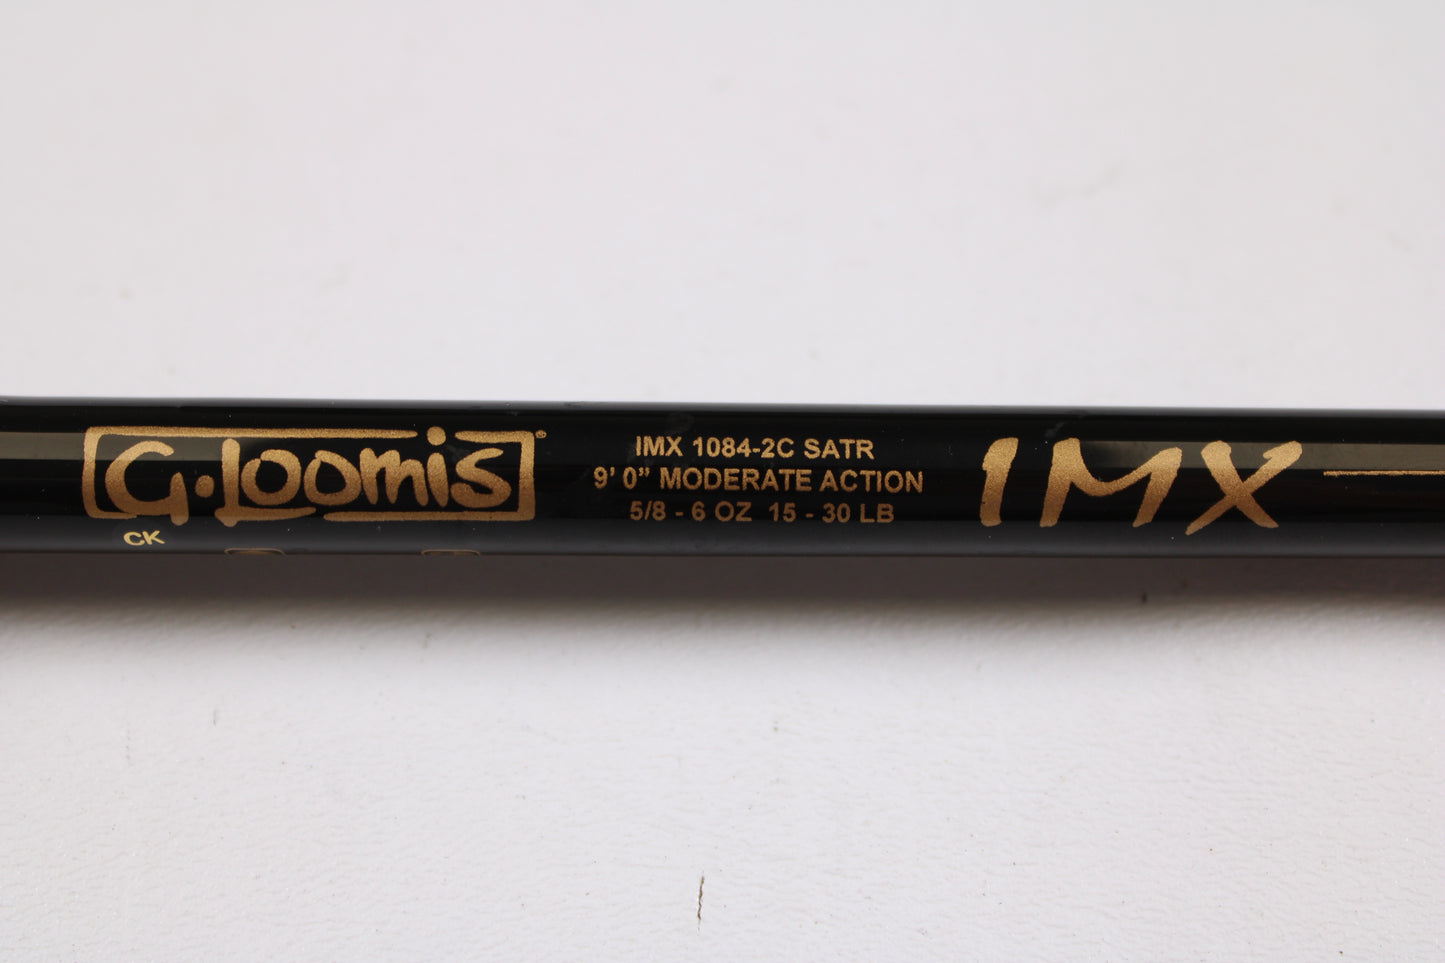 G.Loomis®
CK
IMX 1084-2C SATR
9' 0" MODERATE ACTION
5/8 - 6 OZ 15 - 30 LB
IMX